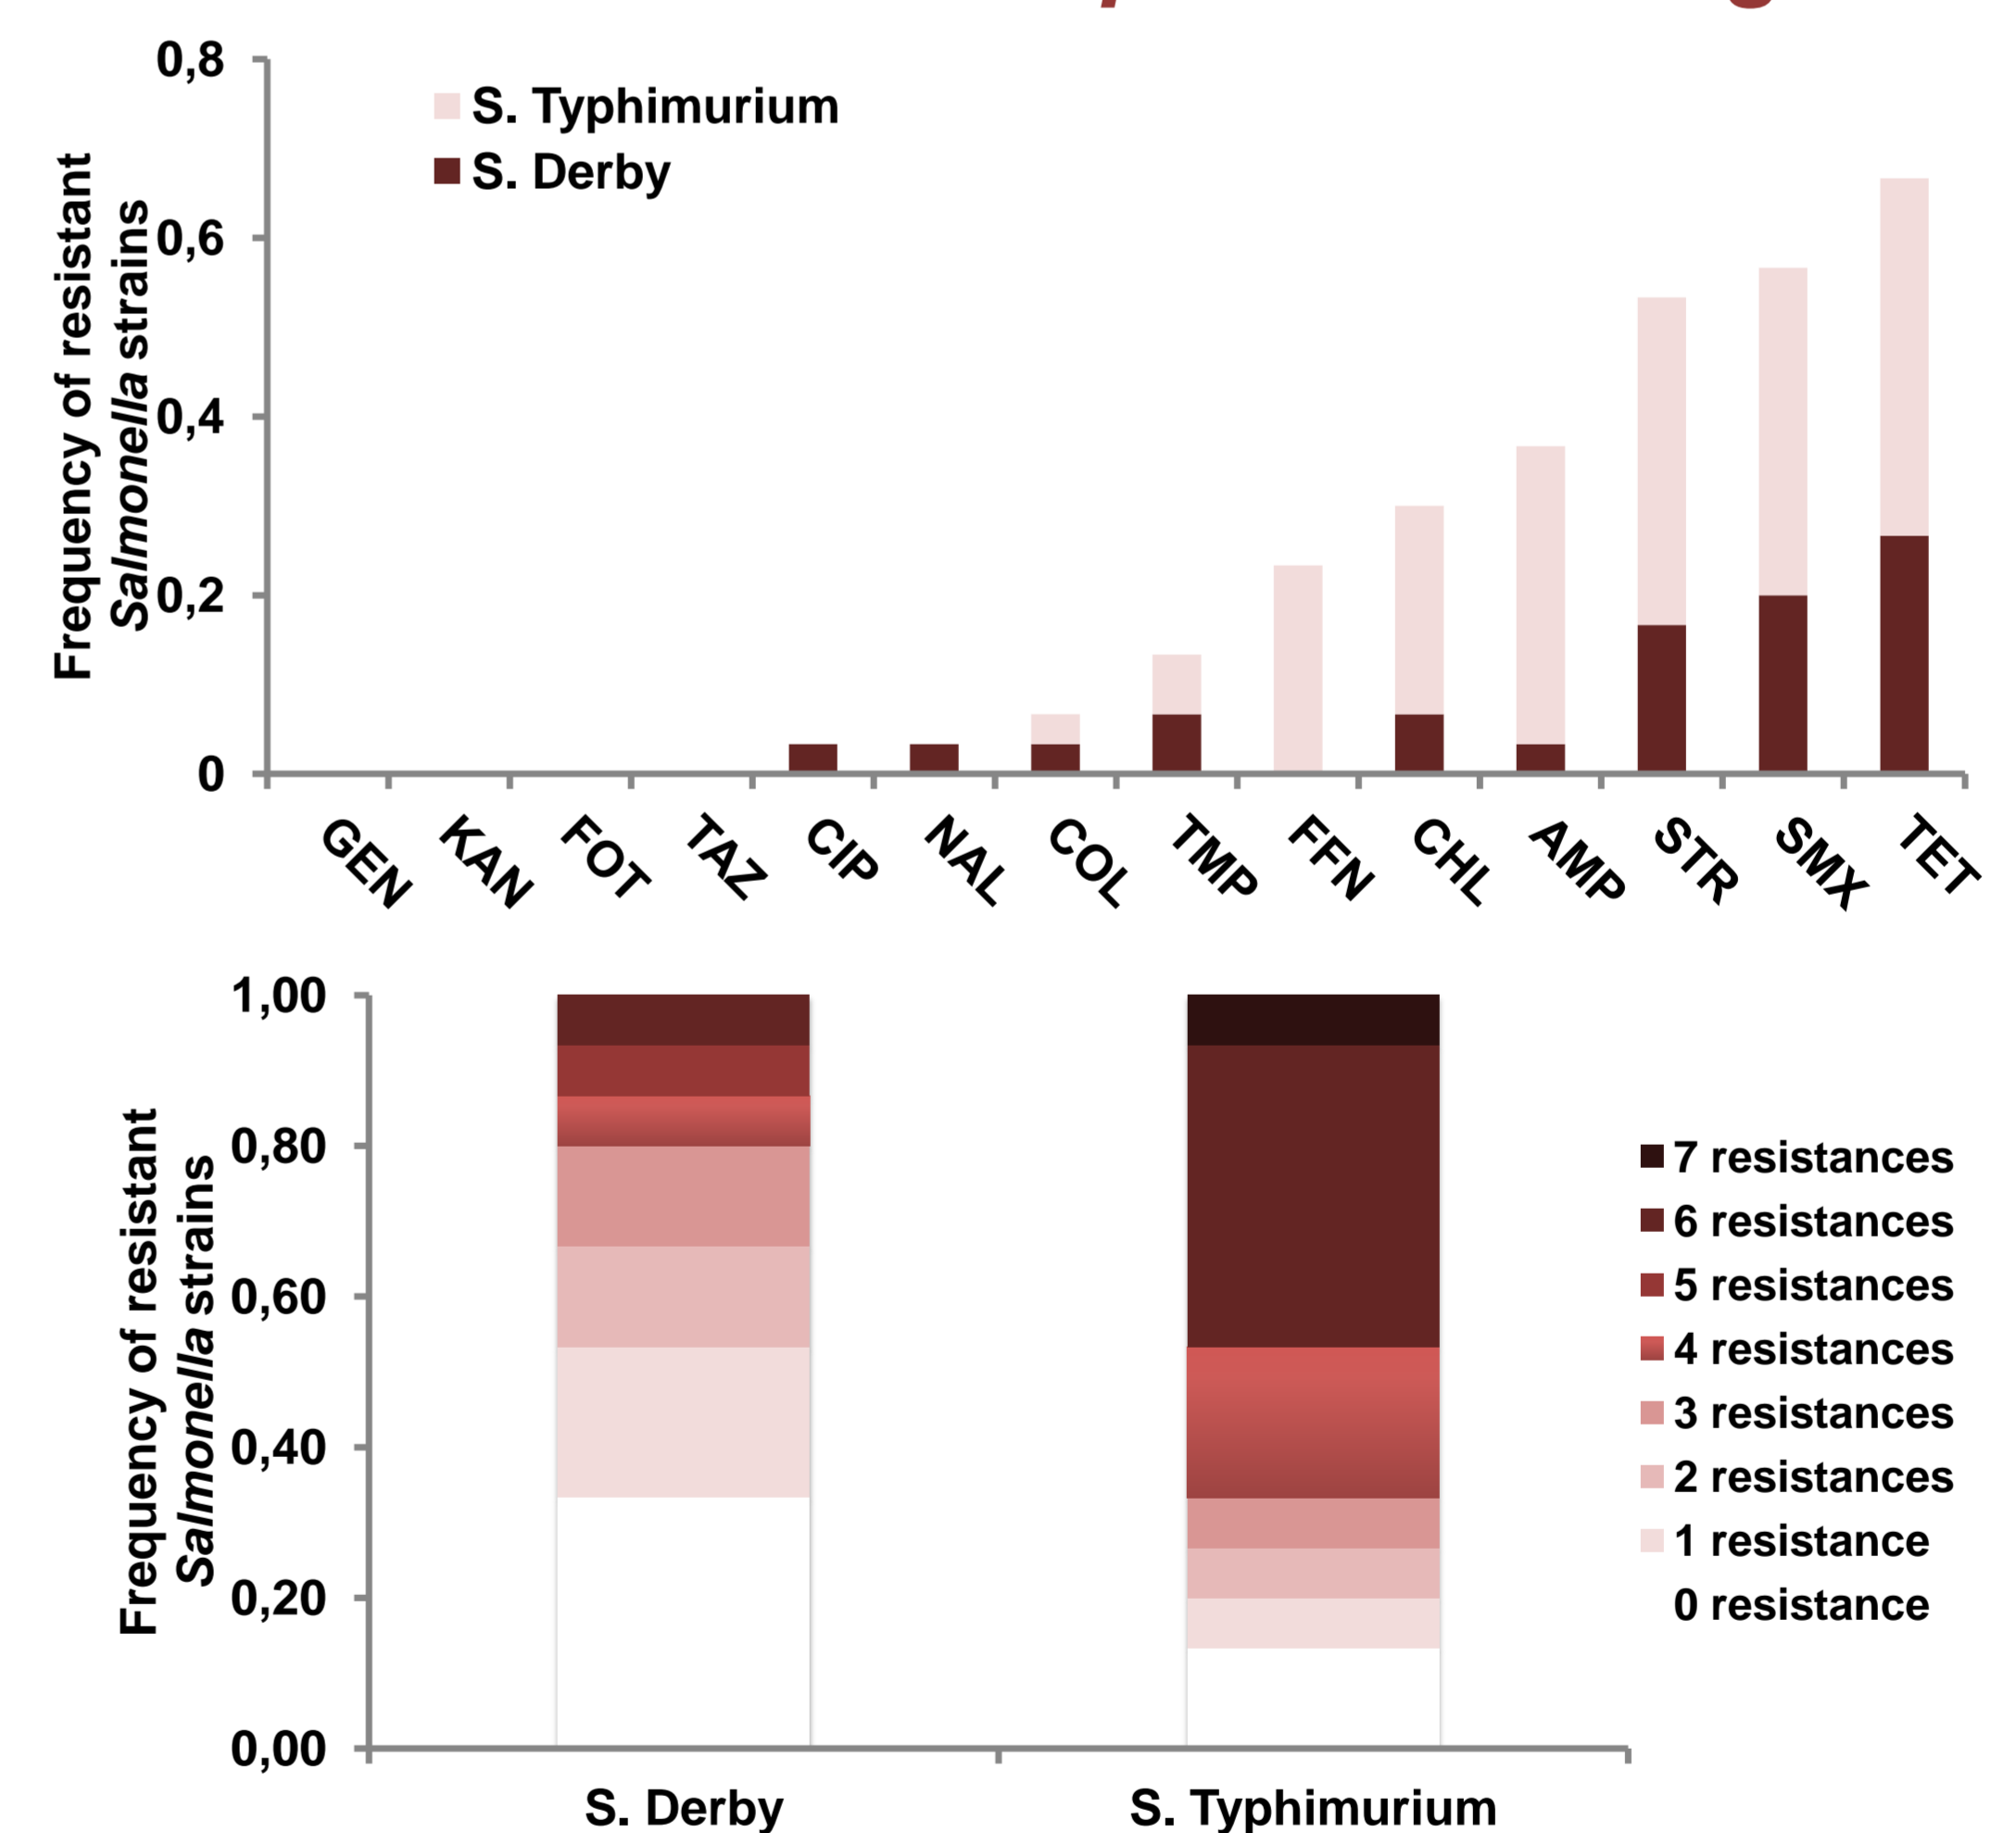 0,8
0,6
0,4
0,2
0
Frequency of resistant
Salmonella strains
S. Typhimurium
S. Derby
GEN
KAN
FOT
TAZ
CIP
NAL
COL
TMP
FFN
CHL
AMP
STR
SMX
TET
1,00
0,80
0,60
0,40
0,20
0,00
Frequency of resistant
Salmonella strains
S. Derby
S. Typhimurium
7 resistances
6 resistances
5 resistances
4 resistances
3 resistances
2 resistances
1 resistance
0 resistance